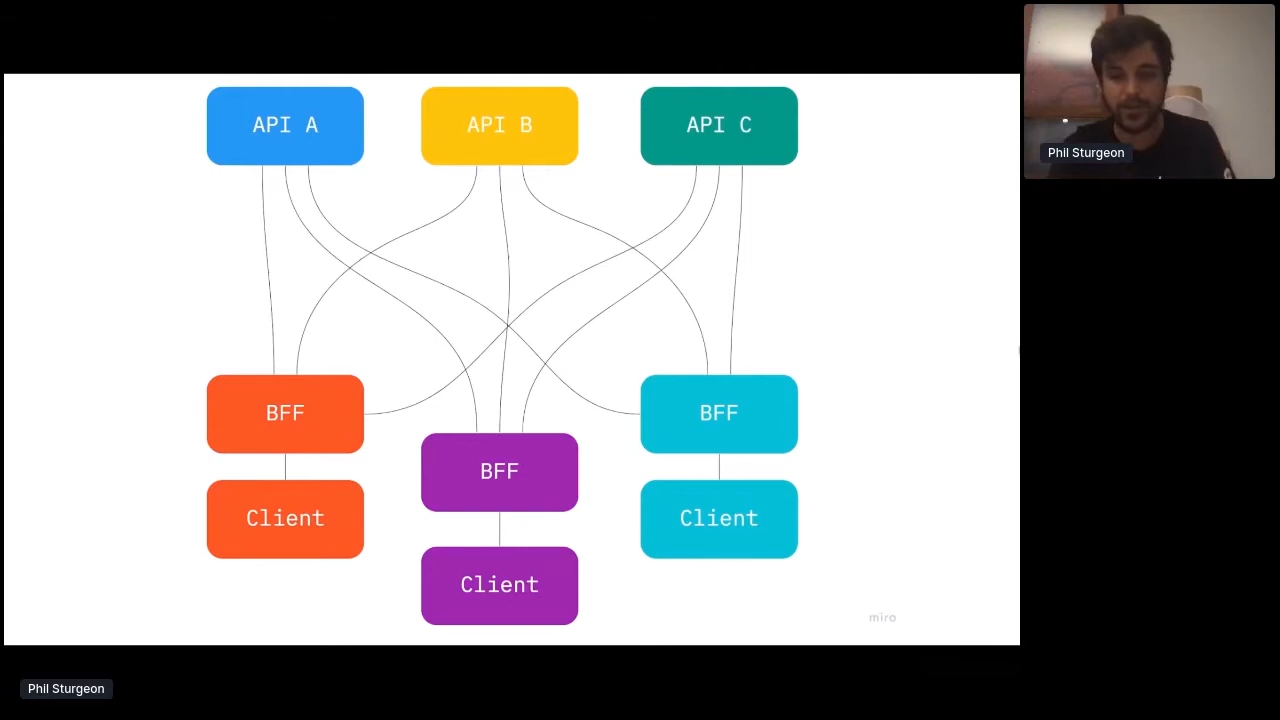 API A
API B
API C
Phil Sturgeon
BFF
BFF
BFF
Client
Client
Client
miro
Phil Sturgeon